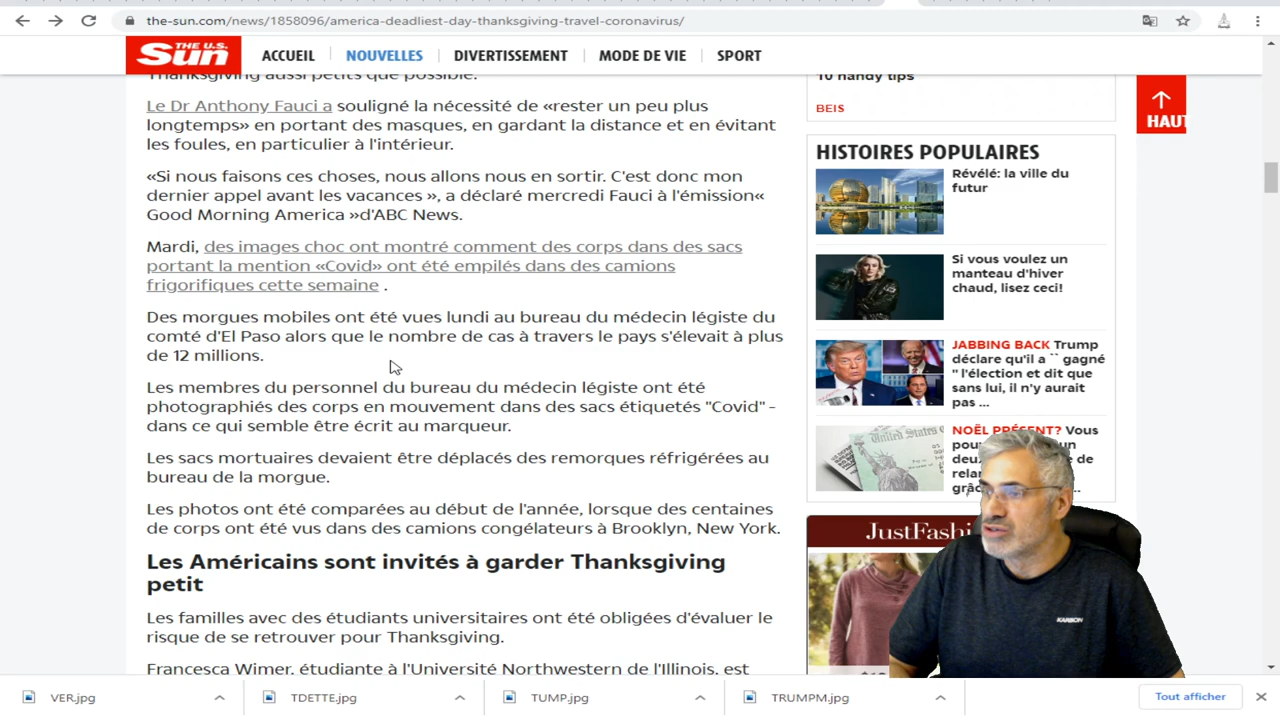 the-sun.com/news/1858096/america-deadliest-day-thanksgiving-travel-coronavirus/
THE U.S. Sun
ACCUEIL
NOUVELLES
DIVERTISSEMENT
MODE DE VIE
SPORT
Thanksgiving aussi petits que possible.
Le Dr Anthony Fauci a souligné la nécessité de «rester un peu plus
longtemps» en portant des masques, en gardant la distance et en évitant
les foules, en particulier à l'intérieur.
«Si nous faisons ces choses, nous allons nous en sortir. C'est donc mon
dernier appel avant les vacances », a déclaré mercredi Fauci à l'émission«
Good Morning America »d'ABC News.
Mardi, des images choc ont montré comment des corps dans des sacs
portant la mention «Covid» ont été empilés dans des camions
frigorifiques cette semaine .
Des morgues mobiles ont été vues lundi au bureau du médecin légiste du
comté d'El Paso alors que le nombre de cas à travers le pays s'élevait à plus
de 12 millions.
Les membres du personnel du bureau du médecin légiste ont été
photographiés des corps en mouvement dans des sacs étiquetés "Covid" -
dans ce qui semble être écrit au marqueur.
Les sacs mortuaires devaient être déplacés des remorques réfrigérées au
bureau de la morgue.
Les photos ont été comparées au début de l'année, lorsque des centaines
de corps ont été vus dans des camions congélateurs à Brooklyn, New York.
Les Américains sont invités à garder Thanksgiving
petit
Les familles avec des étudiants universitaires ont été obligées d'évaluer le
risque de se retrouver pour Thanksgiving.
Francesca Wimer, étudiante à l'Université Northwestern de l'Illinois, est
10 handy tips
BEIS
HAUT
HISTOIRES POPULAIRES
Révélé: la ville du
futur
Si vous voulez un
manteau d'hiver
chaud, lisez ceci!
JABBING BACK Trump
déclare qu'il a `` gagné
'' l'élection et dit que
sans lui, il n'y aurait
pas ...
NOËL PRÉSENT? Vous
United States
JustFashi
KARBON
VER.jpg
TDETTE.jpg
TUMP.jpg
TRUMPM.jpg
Tout afficher